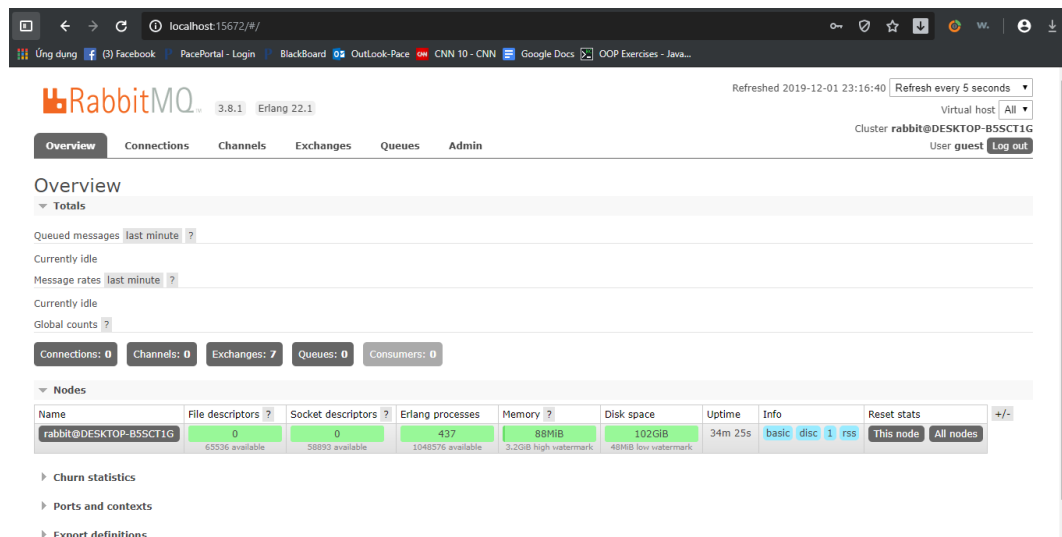 localhost:15672/#/
W.
Ứng dụng (3) Facebook PacePortal - Login BlackBoard OutLook-Pace CNN 10 - CNN Google Docs OOP Exercises - Java...
RabbitMQ 3.8.1 Erlang 22.1
Refreshed 2019-12-01 23:16:40 Refresh every 5 seconds
Virtual host All
Cluster rabbit@DESKTOP-B5SCT1G
User guest Log out
Overview Connections Channels Exchanges Queues Admin
Overview
Totals
Queued messages last minute ?
Currently idle
Message rates last minute ?
Currently idle
Global counts ?
Connections: 0 Channels: 0 Exchanges: 7 Queues: 0 Consumers: 0
Nodes
Name File descriptors ? Socket descriptors ? Erlang processes Memory ? Disk space Uptime Info Reset stats +/-
rabbit@DESKTOP-B5SCT1G 0 0 437 88MiB 102GiB 34m 25s basic disc 1 rss This node All nodes
65536 available 58893 available 1048576 available 3.2GiB high watermark 48MiB low watermark
Churn statistics
Ports and contexts
Export definitions